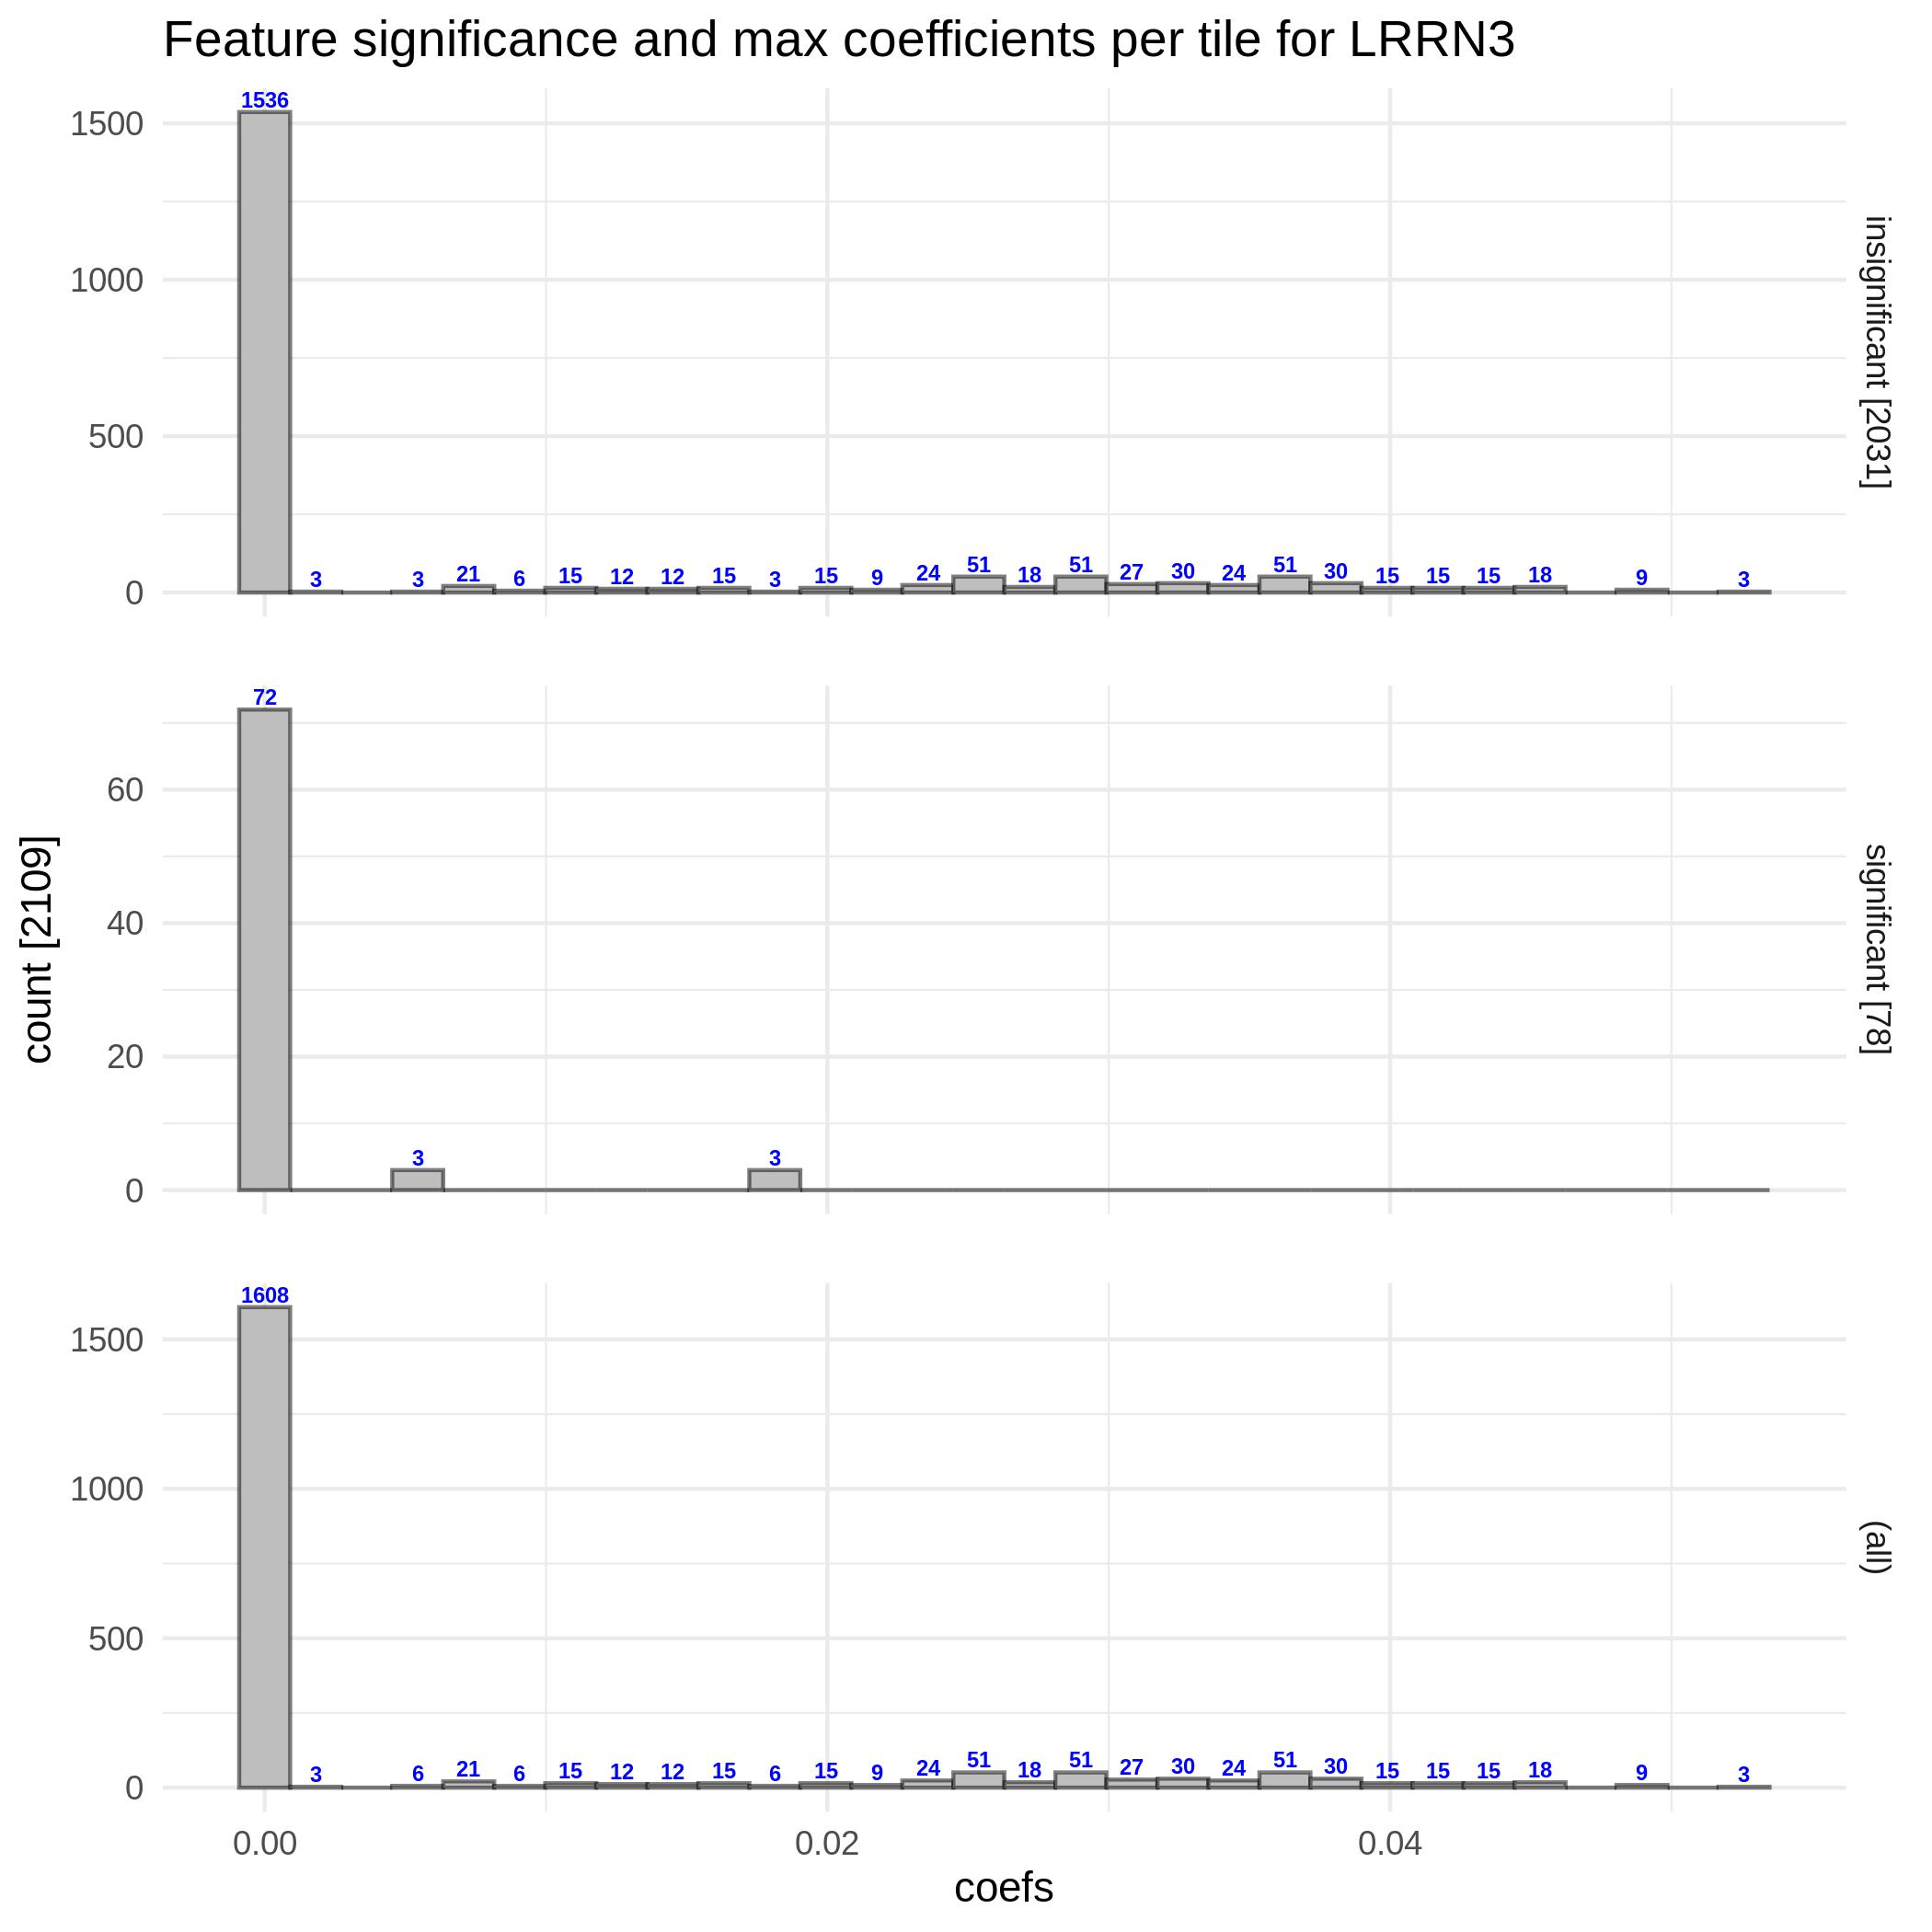 Feature significance and max coefficients per tile for LRRN3
1536
1500
1000
500
0
3 3 21 6 15 12 12 15 3 15 9 24 51 18 51 27 30 24 51 30 15 15 15 18 9 3
insignificant [2031]
72
60
40
20
0
3 3
significant [78]
count [2109]
1608
1500
1000
500
0
3 6 21 6 15 12 12 15 6 15 9 24 51 18 51 27 30 24 51 30 15 15 15 18 9 3
(all)
0.00 0.02 0.04
coefs